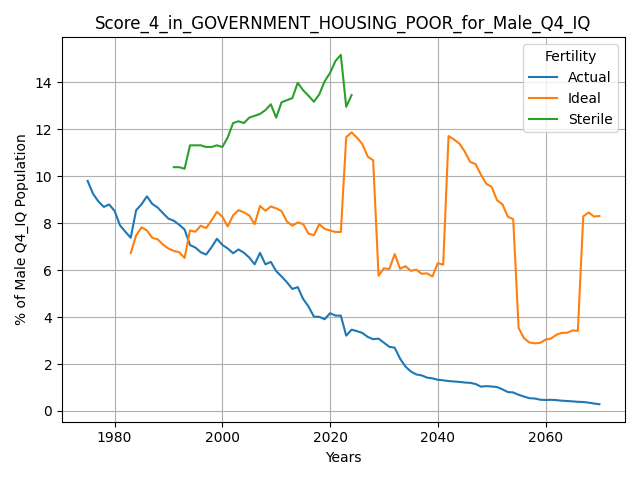 Score_4_in_GOVERNMENT_HOUSING_POOR_for_Male_Q4_IQ
Fertility
Actual
Ideal
Sterile
% of Male Q4_IQ Population
14
12
10
8
6
4
2
0
1980
2000
2020
2040
2060
Years